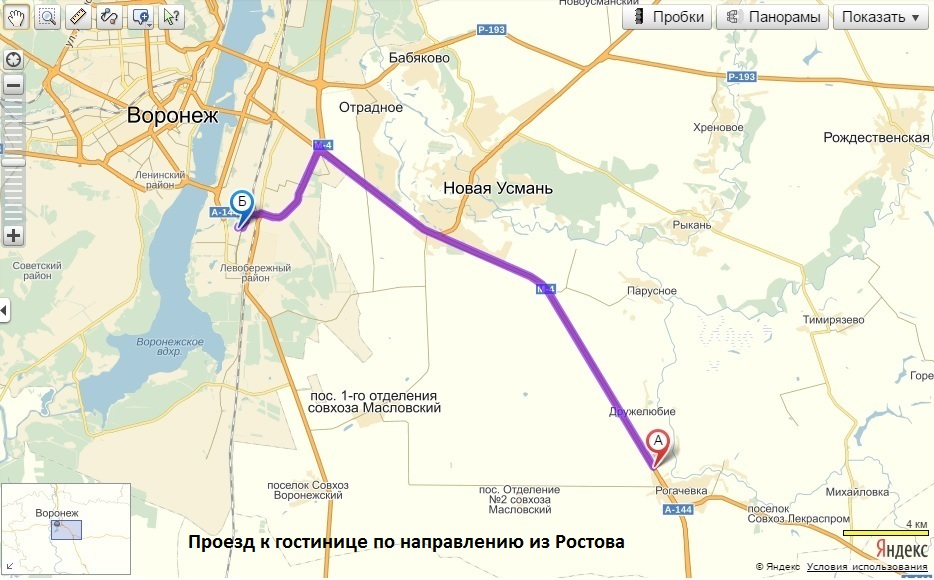 Новоусманский
Пробки
Панорамы
Показать
Р-193
Бабяково
Р-193
Отрадное
Воронеж
Хреновое
М-4
Рождественская
Ленинский
район
Новая Усмань
Б
А-144
Рыкань
Советский
район
Левобережный
район
М-4
Парусное
Тимирязево
Воронежское
вдхр.
Горе
пос. 1-го отделения
совхоза Масловский
Дружелюбие
А
поселок Совхоз
Воронежский
пос. Отделение
№2 совхоза
Масловский
Рогачевка
Михайловка
А-144
поселок
Совхоз Лекраспром
Воронеж
4 км
Проезд к гостинице по направлению из Ростова
Яндекс
© Яндекс Условия использования
А-144